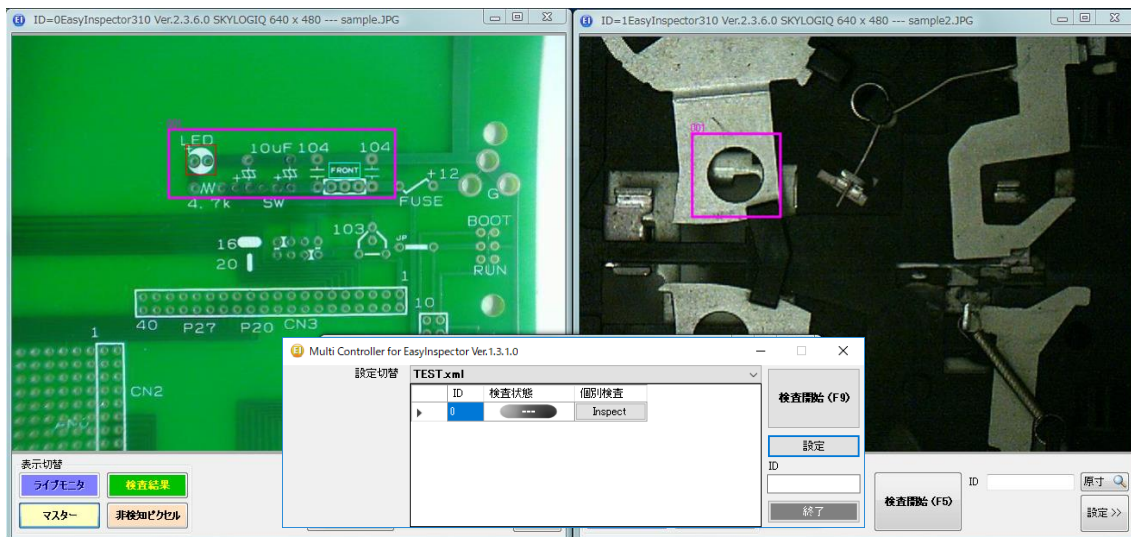 ID=0EasyInspector310 Ver.2.3.6.0 SKYLOGIQ 640 x 480 --- sample.JPG
LED
10uF 104 104
FRONT
+12
4.7k SW FUSE
G
BOOT
103
16
JP
20
RUN
1
10
40 P27 P20 CN3
1
CN2
表示切替
ライブモニタ 検査結果
マスター 非検知ピクセル
ID=1EasyInspector310 Ver.2.3.6.0 SKYLOGIQ 640 x 480 --- sample2.JPG
[0]
検査開始 (F5)
ID
原寸
設定 >>
Multi Controller for EasyInspector Ver.1.3.1.0
設定切替 TEST.xml
ID 検査状態 個別検査
0 --- Inspect
検査開始 (F9)
設定
ID
終了